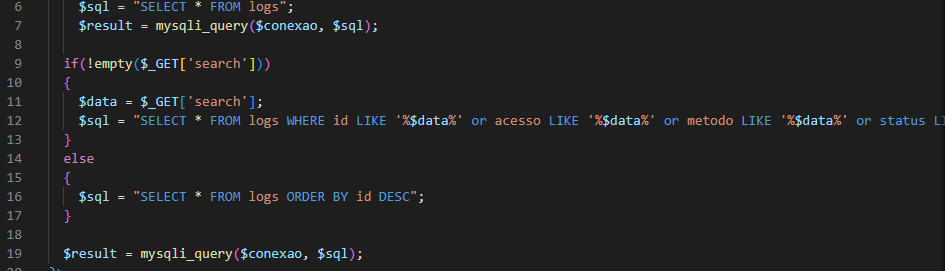 6 $sql = "SELECT * FROM logs";
7 $result = mysqli_query($conexao, $sql);
8
9 if(!empty($_GET['search']))
10 {
11 $data = $_GET['search'];
12 $sql = "SELECT * FROM logs WHERE id LIKE '%$data%' or acesso LIKE '%$data%' or metodo LIKE '%$data%' or status LI
13 }
14 else
15 {
16 $sql = "SELECT * FROM logs ORDER BY id DESC";
17 }
18
19 $result = mysqli_query($conexao, $sql);